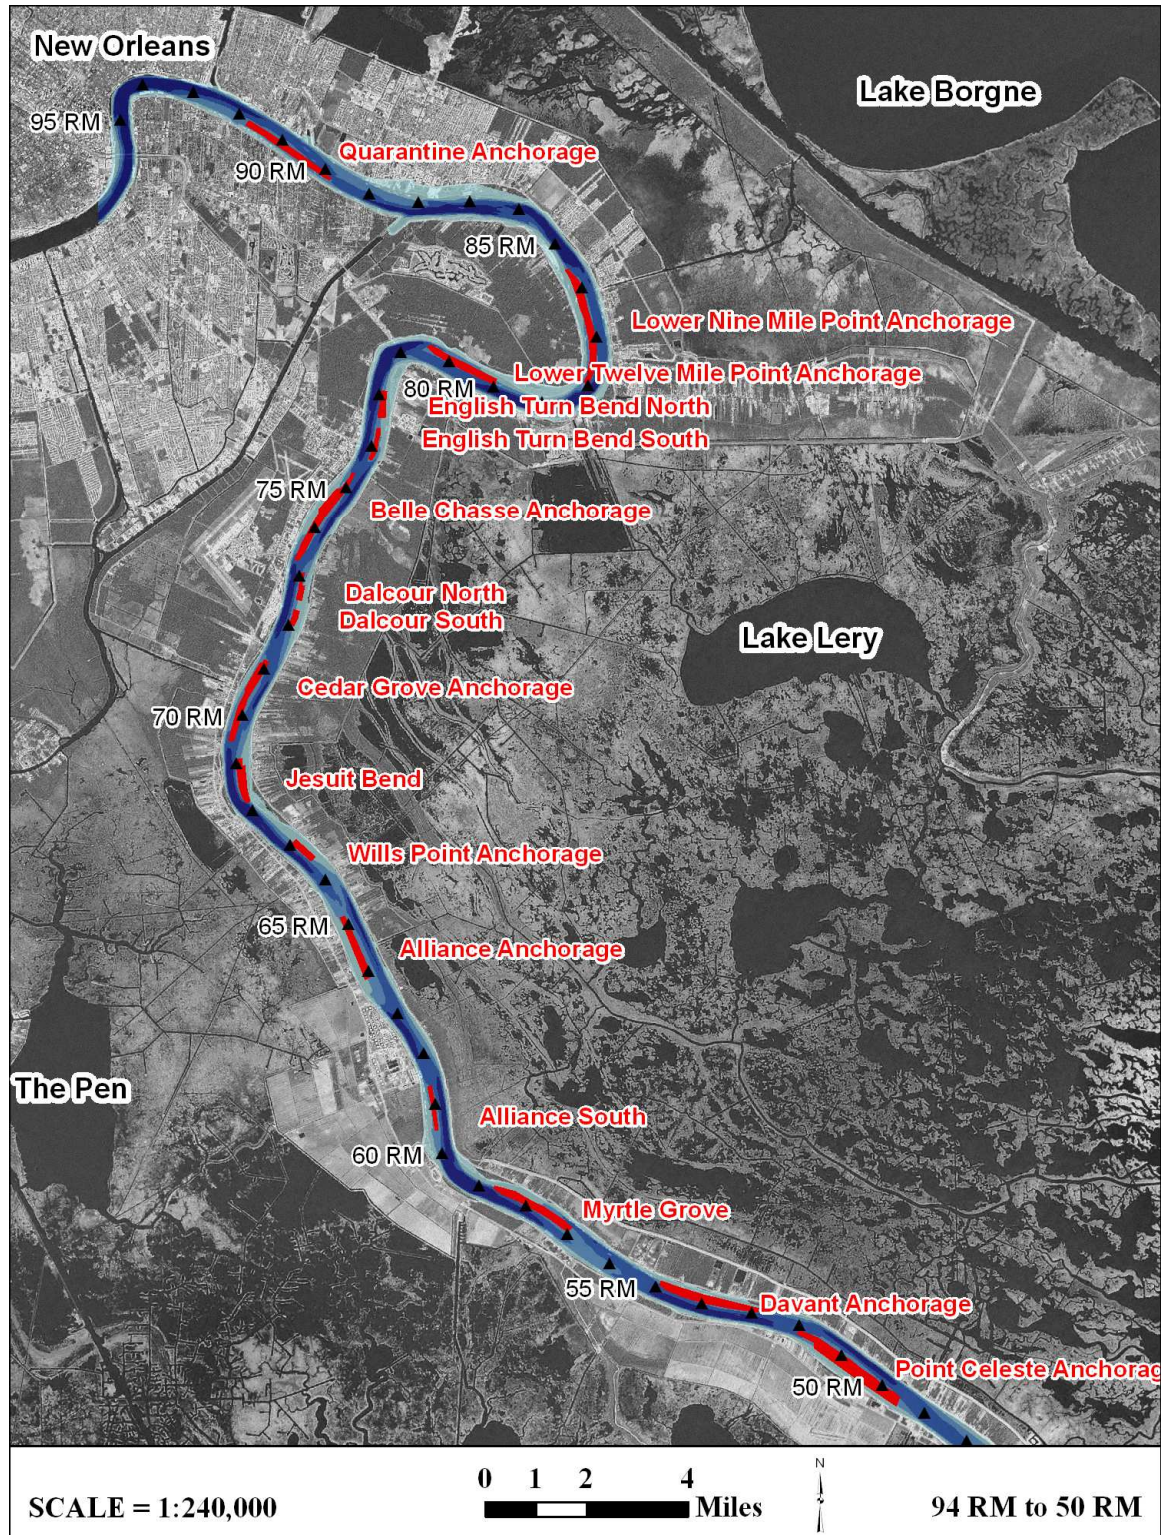 New Orleans
Lake Borgne
95 RM
Quarantine Anchorage
90 RM
85 RM
Lower Nine Mile Point Anchorage
Lower Twelve Mile Point Anchorage
80 RM
English Turn Bend North
English Turn Bend South
75 RM
Belle Chasse Anchorage
Dalcour North
Dalcour South
Lake Lery
Cedar Grove Anchorage
70 RM
Jesuit Bend
Wills Point Anchorage
65 RM
Alliance Anchorage
The Pen
Alliance South
60 RM
Myrtle Grove
55 RM
Davant Anchorage
Point Celeste Anchorag
50 RM
N
0 1 2 4
Miles
SCALE = 1:240,000
94 RM to 50 RM